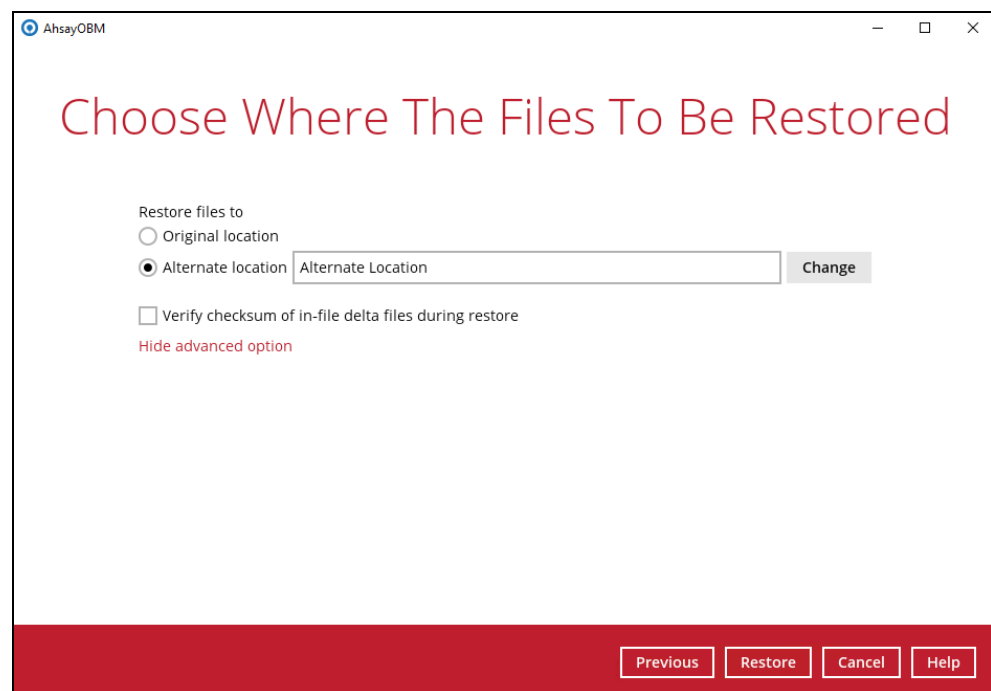 AhsayOBM
Choose Where The Files To Be Restored
Restore files to
Original location
Alternate location Alternate Location Change
Verify checksum of in-file delta files during restore
Hide advanced option
Previous Restore Cancel Help